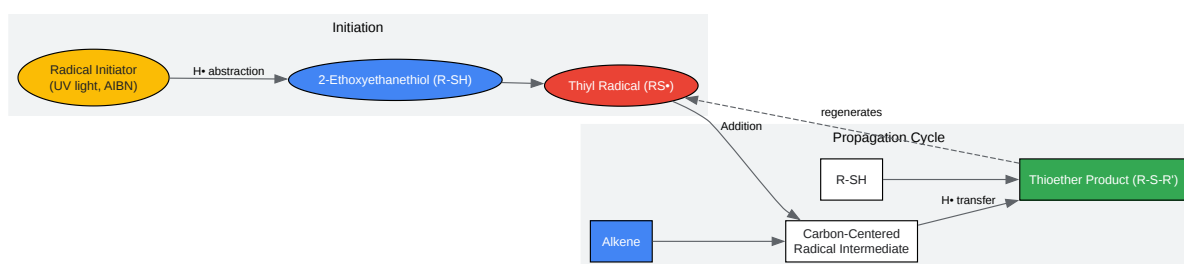 Initiation
Radical Initiator
(UV light, AIBN)
H• abstraction
2-Ethoxyethanethiol (R-SH)
Thiyl Radical (RS•)
regenerates
Addition
Propagation Cycle
R-SH
Thioether Product (R-S-R')
H• transfer
Alkene
Carbon-Centered
Radical Intermediate